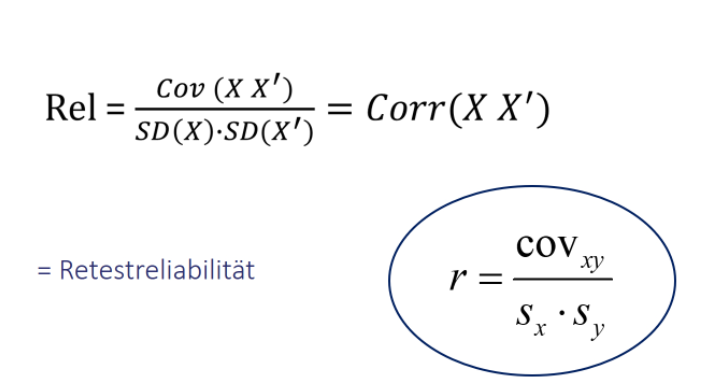 Rel = Cov (X X′) / SD(X)·SD(X′) = Corr(X X′)
= Retestreliabilität
r = cov_xy / s_x · s_y